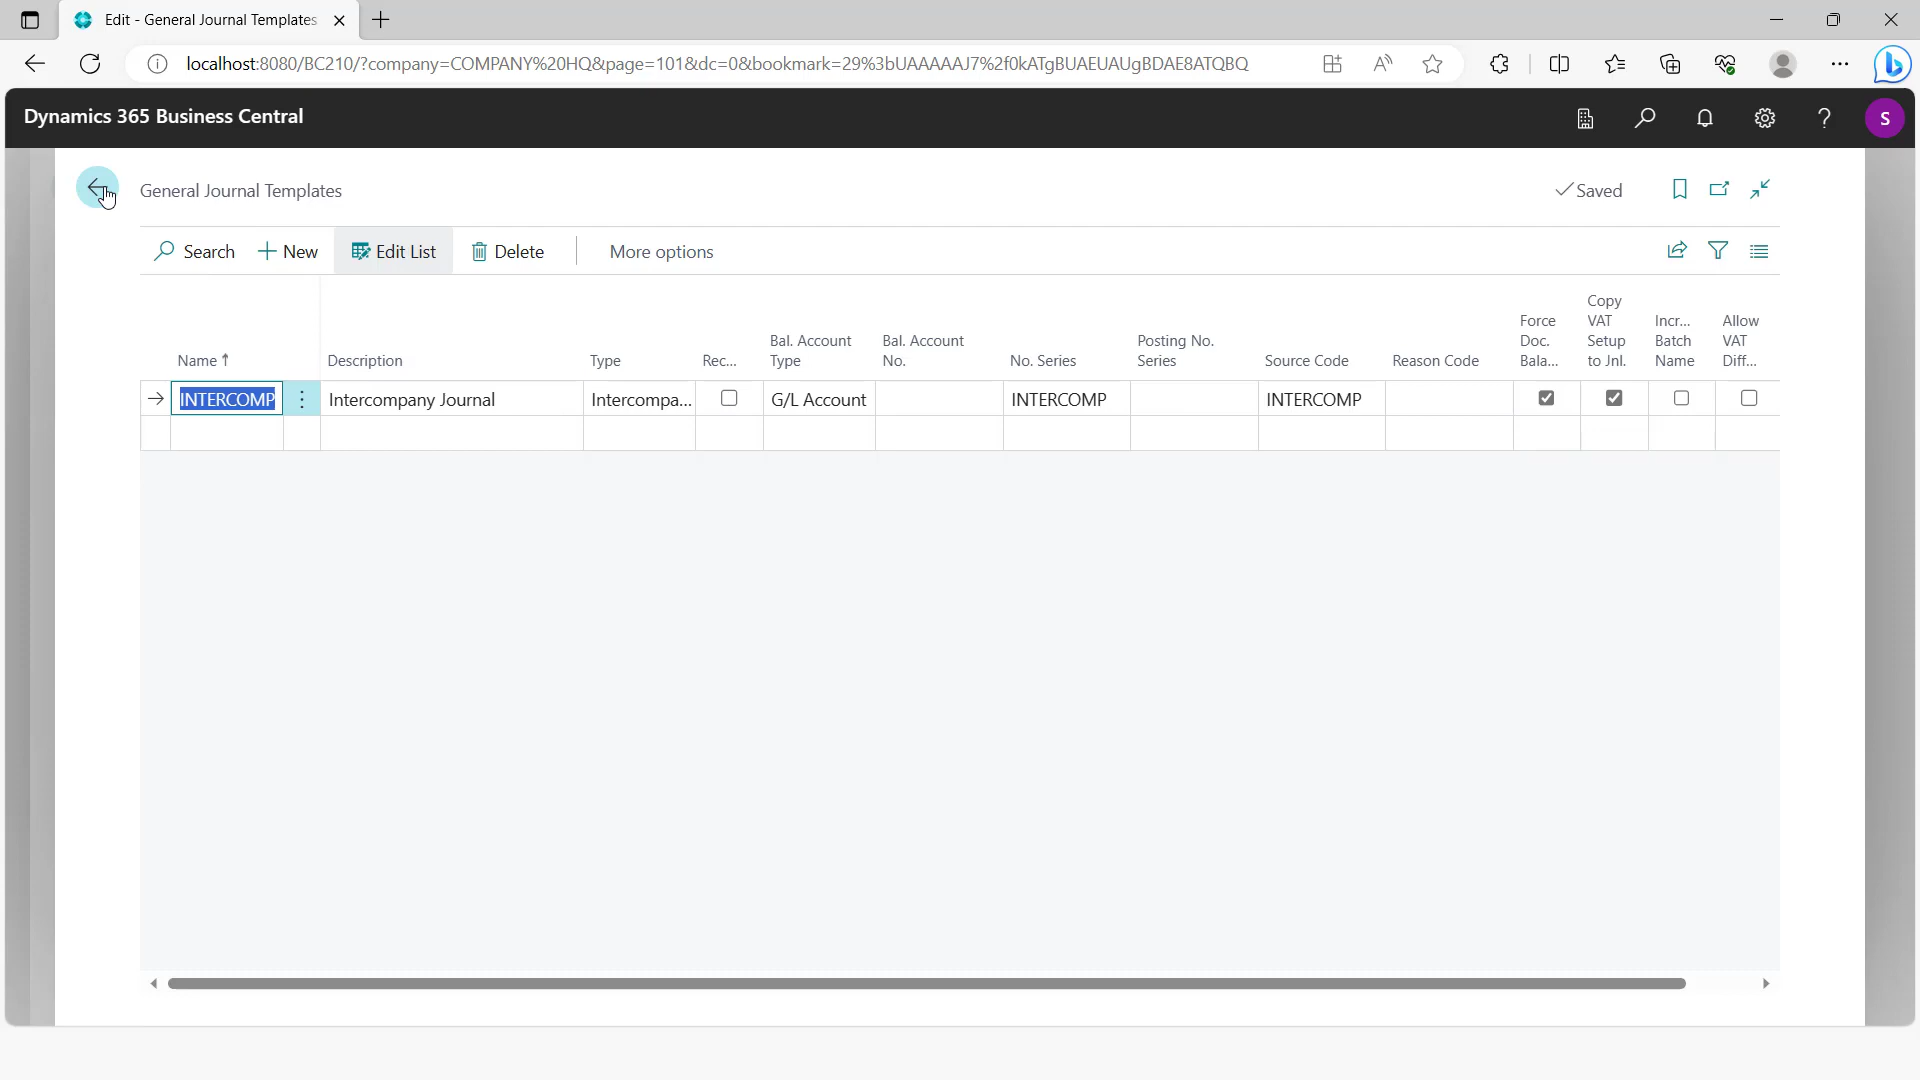 Edit - General Journal Templates
localhost:8080/BC210/?company=COMPANY%20HQ&page=101&dc=0&bookmark=29%3bUAAAAAJ7%2f0kATgBUAEUAUgBDAE8ATQBQ
Dynamics 365 Business Central
S
General Journal Templates
Saved
Search
New
Edit List
Delete
More options
Name ↑
Description
Type
Rec...
Bal. Account
Type
Bal. Account
No.
No. Series
Posting No.
Series
Source Code
Reason Code
Force
Doc.
Bala...
Copy
VAT
Setup
to Jnl.
Incr...
Batch
Name
Allow
VAT
Diff...
INTERCOMP
Intercompany Journal
Intercompa...
G/L Account
INTERCOMP
INTERCOMP